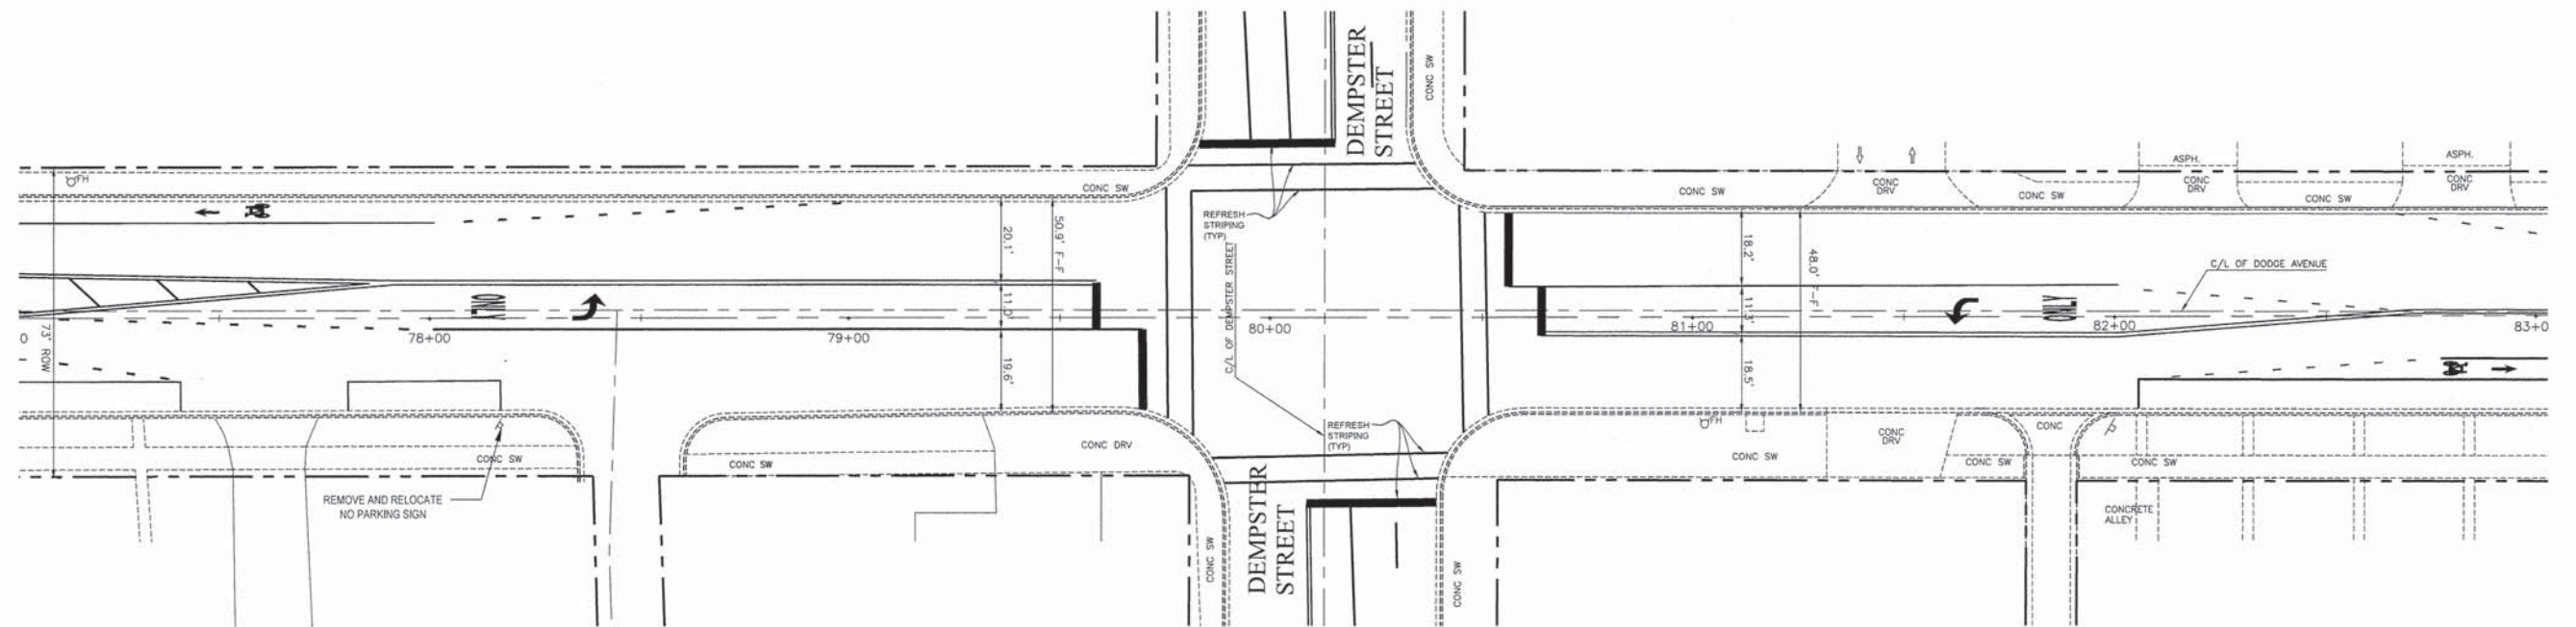 DEMPSTER
STREET
CONC SW
FH
CONC SW
REFRESH
STRIPING
(TYP)
C/L OF DEMPSTER STREET
20.1'
50.9' F-F
11.0'
19.6'
ONLY
73' ROW
0
78+00
79+00
80+00
81+00
82+00
83+0
CONC SW
CONC
DRV
CONC SW
ASPH.
CONC
DRV
CONC SW
ASPH.
CONC
DRV
18.2'
48.0' F-F
11.3'
18.5'
ONLY
C/L OF DODGE AVENUE
REFRESH
STRIPING
(TYP)
CONC SW
REMOVE AND RELOCATE
NO PARKING SIGN
CONC SW
CONC DRV
CONC SW
DEMPSTER
STREET
CONC SW
FH
CONC SW
CONC
DRV
CONC SW
CONC
CONC SW
CONCRETE
ALLEY